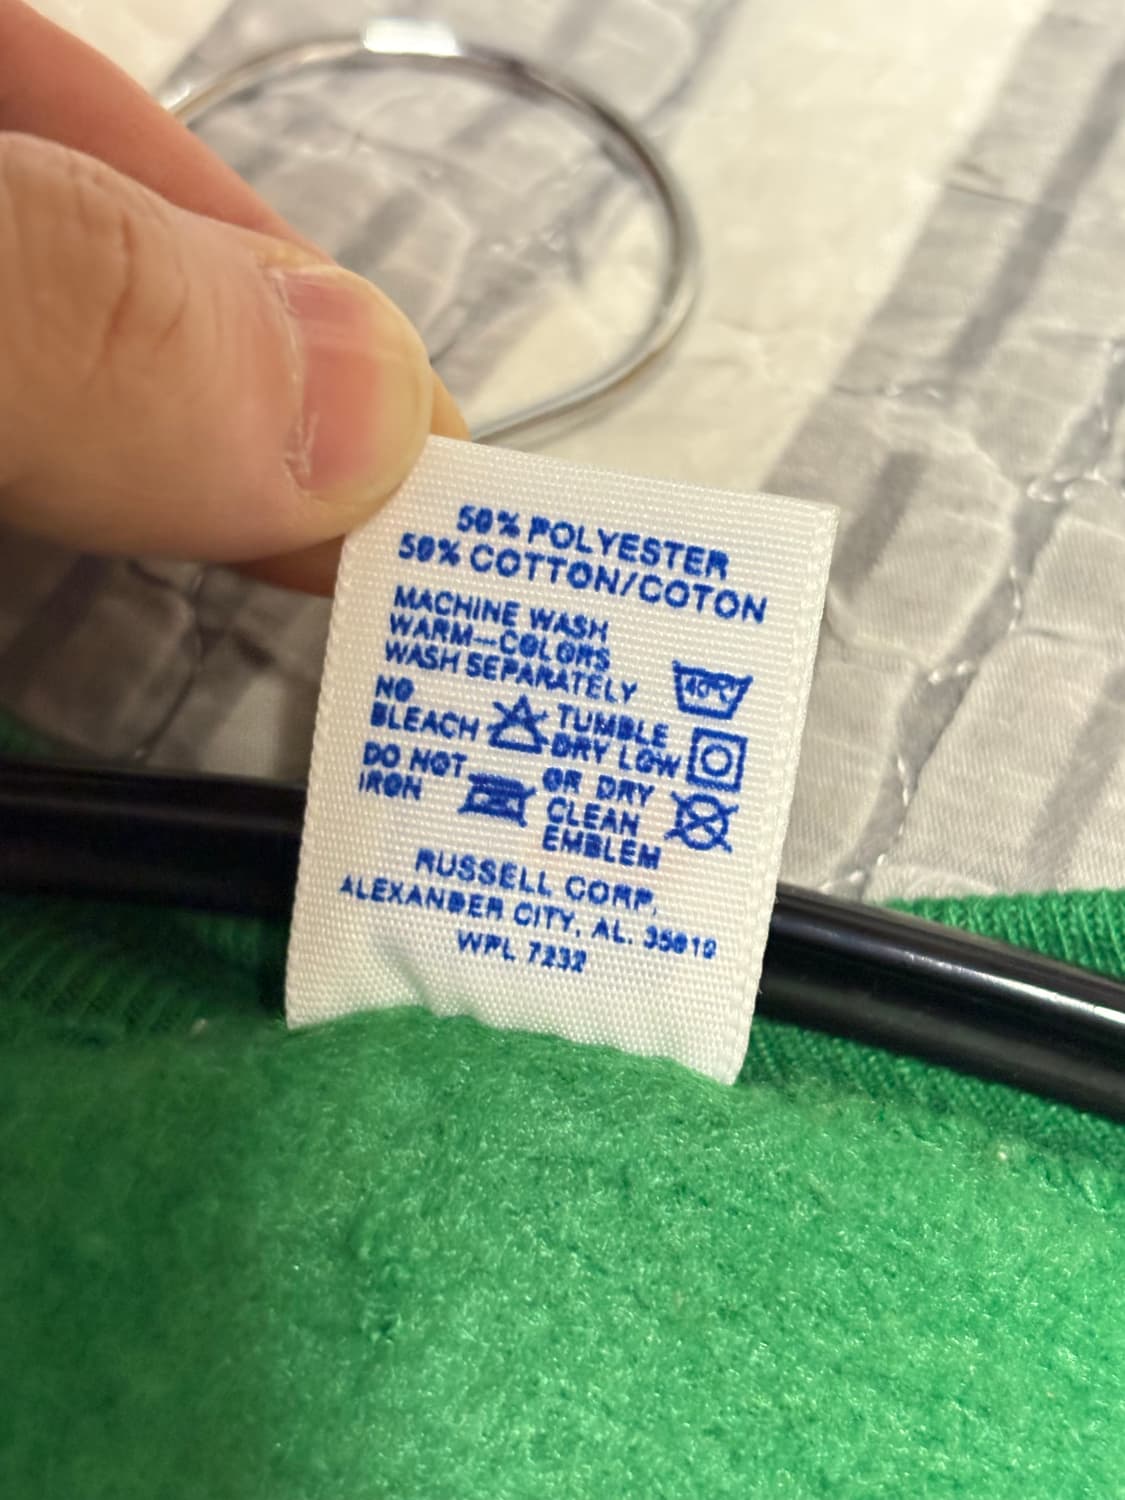 50% POLYESTER
50% COTTON/COTON
MACHINE WASH
WARM—COLORS
WASH SEPARATELY
40°C
NO
BLEACH
TUMBLE
DRY LOW
DO NOT
IRON
OR DRY
CLEAN
EMBLEM
RUSSELL CORP.
ALEXANDER CITY, AL. 35010
WPL 7232